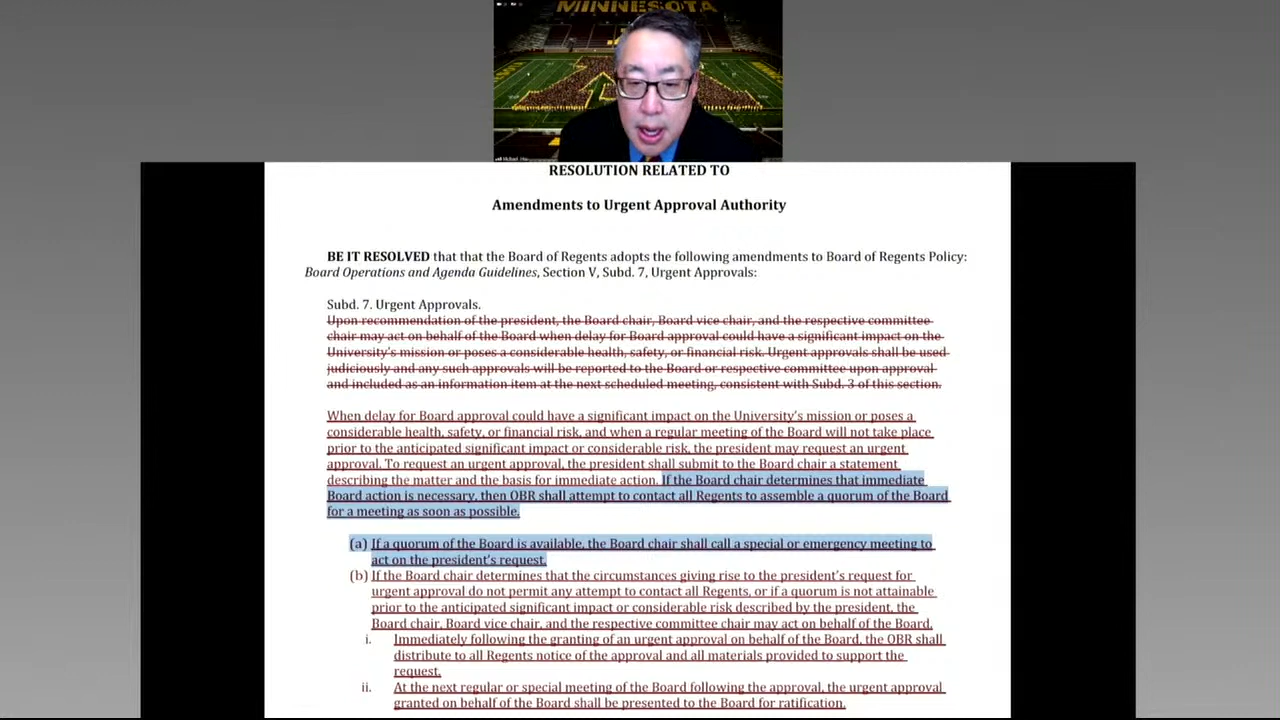 MINNESOTA
RESOLUTION RELATED TO
Amendments to Urgent Approval Authority
BE IT RESOLVED that that the Board of Regents adopts the following amendments to Board of Regents Policy:
Board Operations and Agenda Guidelines, Section V, Subd. 7, Urgent Approvals:
Subd. 7. Urgent Approvals.
Upon recommendation of the president, the Board chair, Board vice chair, and the respective committee
chair may act on behalf of the Board when delay for Board approval could have a significant impact on the
University's mission or poses a considerable health, safety, or financial risk. Urgent approvals shall be used
judiciously and any such approvals will be reported to the Board or respective committee upon approval
and included as an information item at the next scheduled meeting, consistent with Subd. 3 of this section.
When delay for Board approval could have a significant impact on the University's mission or poses a
considerable health, safety, or financial risk, and when a regular meeting of the Board will not take place
prior to the anticipated significant impact or considerable risk, the president may request an urgent
approval. To request an urgent approval, the president shall submit to the Board chair a statement
describing the matter and the basis for immediate action. If the Board chair determines that immediate
Board action is necessary, then OBR shall attempt to contact all Regents to assemble a quorum of the Board
for a meeting as soon as possible.
(a) If a quorum of the Board is available, the Board chair shall call a special or emergency meeting to
act on the president's request.
(b) If the Board chair determines that the circumstances giving rise to the president's request for
urgent approval do not permit any attempt to contact all Regents, or if a quorum is not attainable
prior to the anticipated significant impact or considerable risk described by the president, the
Board chair, Board vice chair, and the respective committee chair may act on behalf of the Board.
i. Immediately following the granting of an urgent approval on behalf of the Board, the OBR shall
distribute to all Regents notice of the approval and all materials provided to support the
request.
ii. At the next regular or special meeting of the Board following the approval, the urgent approval
granted on behalf of the Board shall be presented to the Board for ratification.